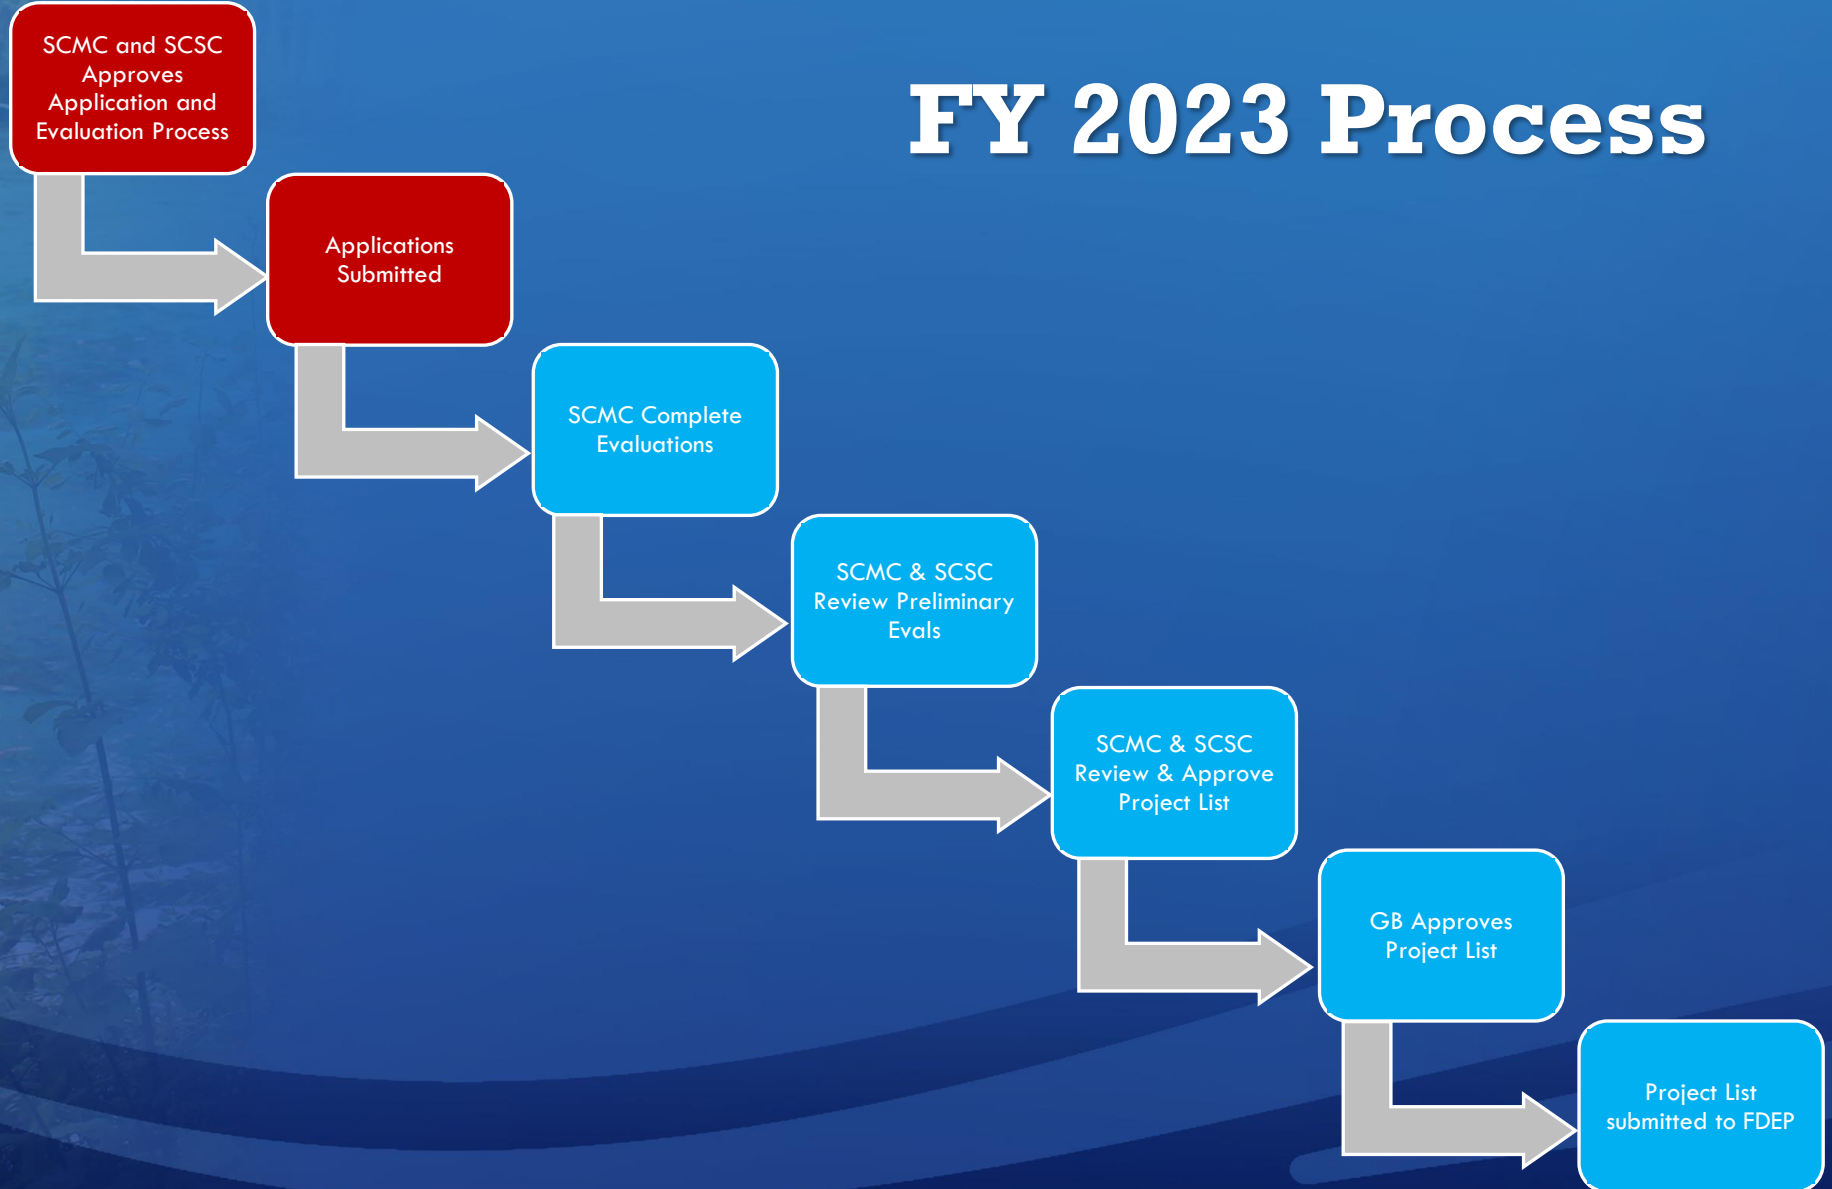 FY 2023 Process
SCMC and SCSC
Approves
Application and
Evaluation Process
Applications
Submitted
SCMC Complete
Evaluations
SCMC & SCSC
Review Preliminary
Evals
SCMC & SCSC
Review & Approve
Project List
GB Approves
Project List
Project List
submitted to FDEP